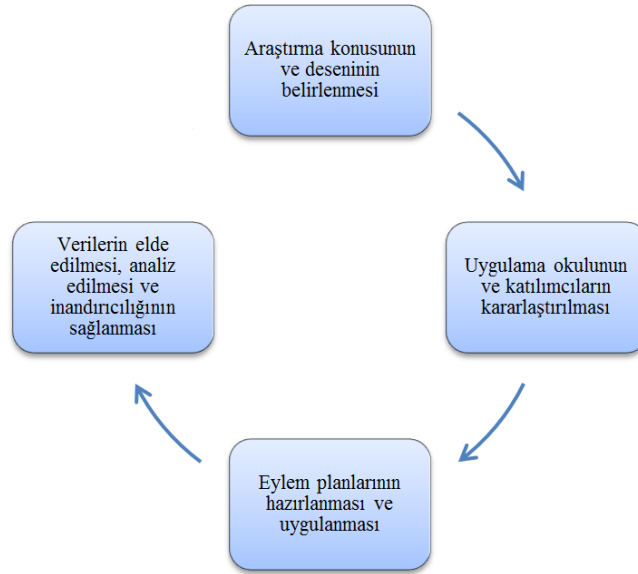 Araştırma konusunun
ve deseninin
belirlenmesi
Uygulama okulunun
ve katılımcıların
kararlaştırılması
Eylem planlarının
hazırlanması ve
uygulanması
Verilerin elde
edilmesi, analiz
edilmesi ve
inandırıcılığının
sağlanması